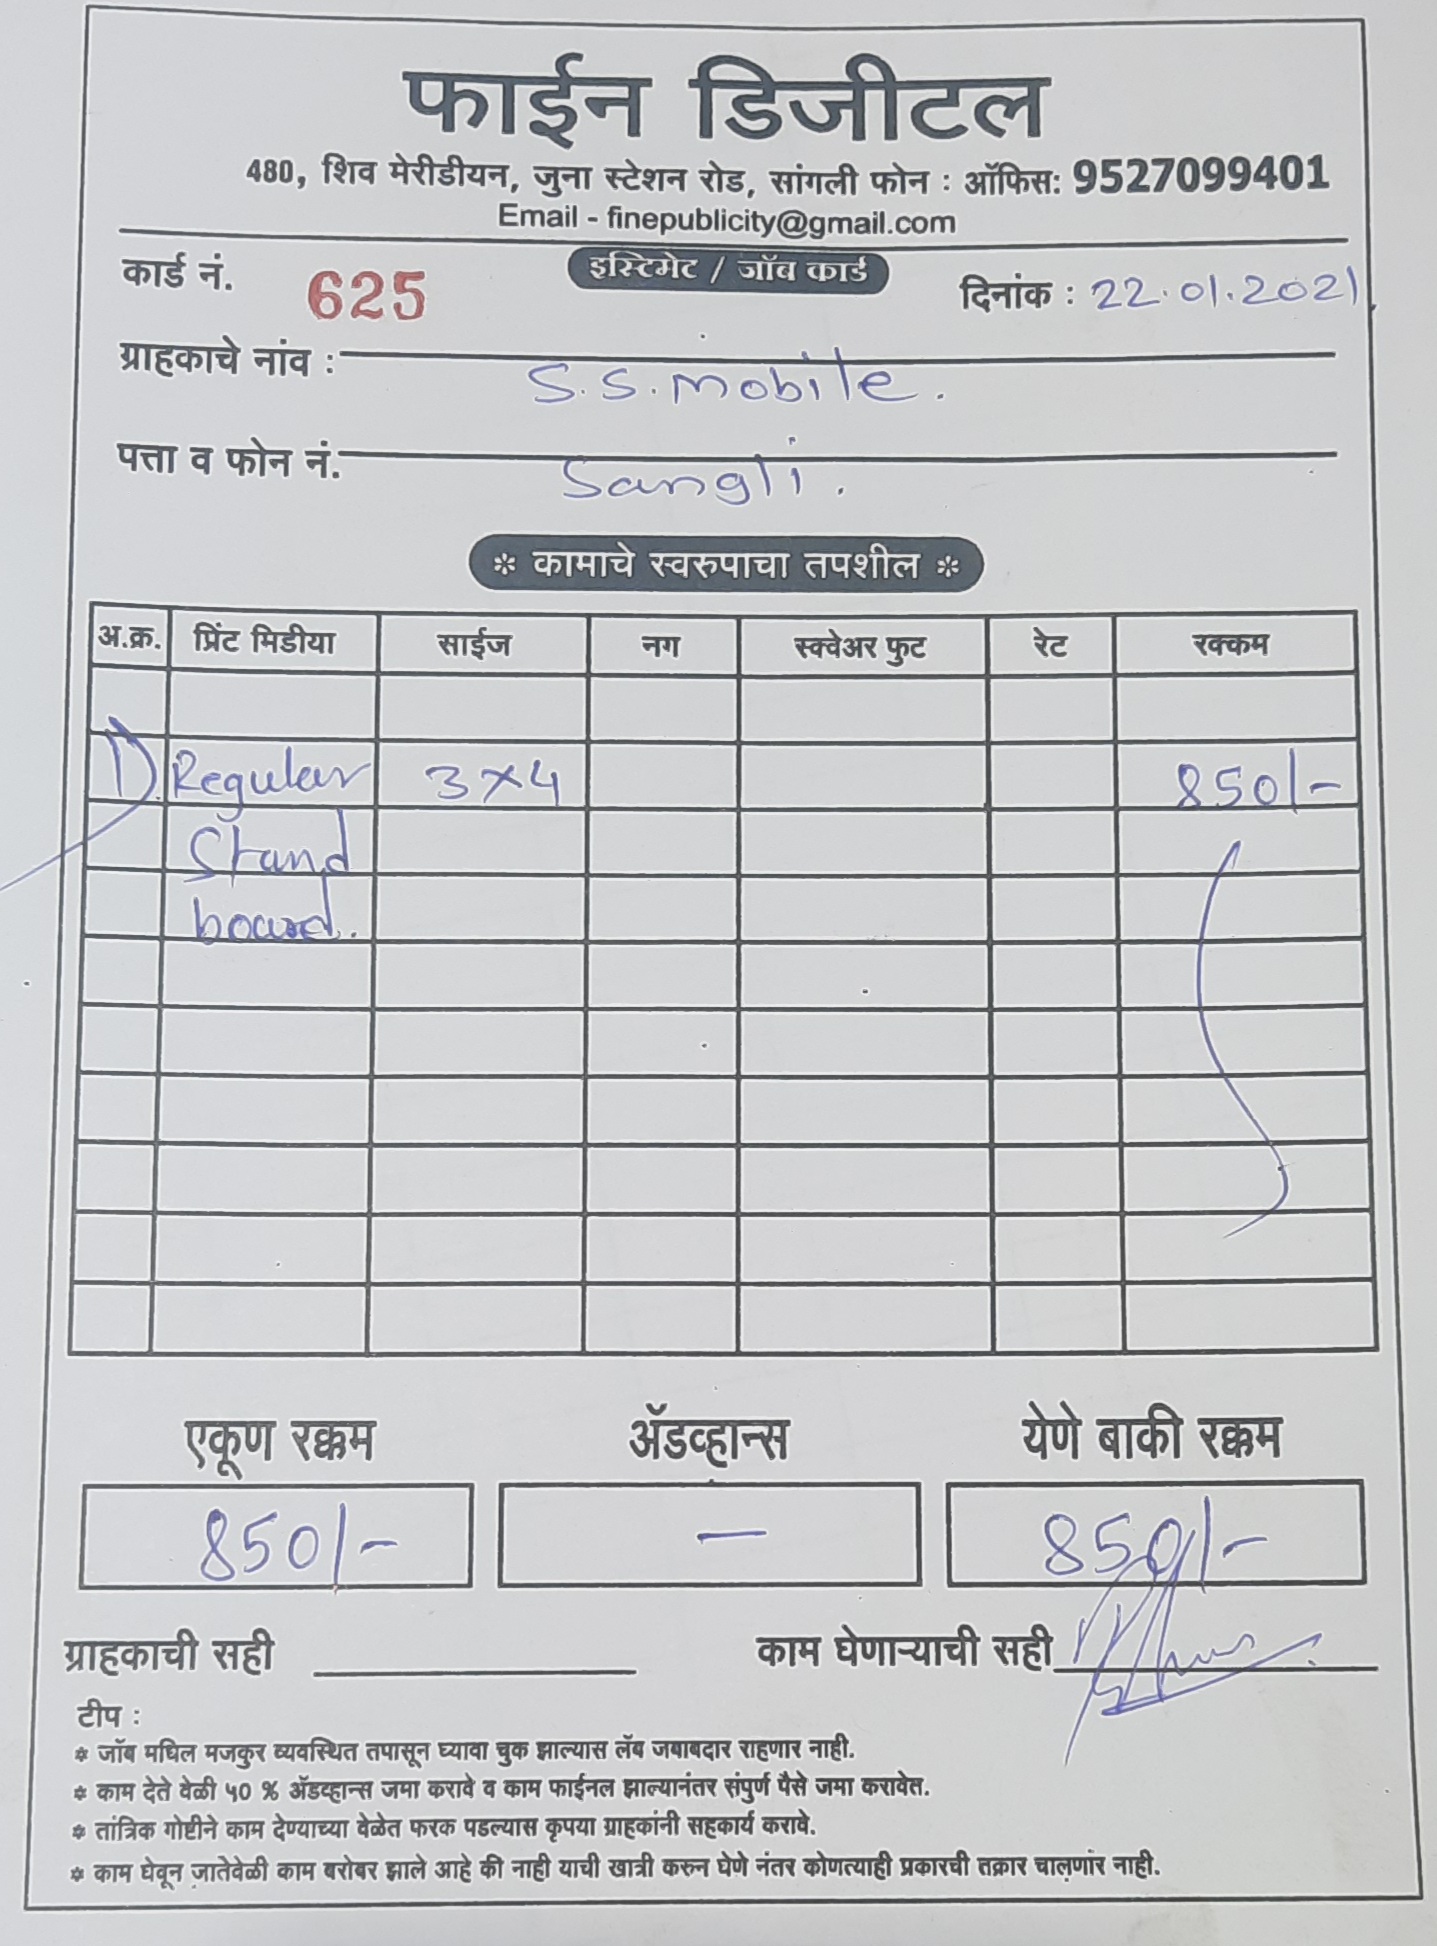 फाईन डिजीटल
480, शिव मेरीडीयन, जुना स्टेशन रोड, सांगली फोन : ऑफिस: 9527099401
Email - finepublicity@gmail.com
कार्ड नं. 625 इस्टिमेट / जॉब कार्ड दिनांक : 22.01.2021
ग्राहकाचे नांव : S.S. mobile.
पत्ता व फोन नं. Sangli.
* कामाचे स्वरुपाचा तपशील *
अ.क्र. प्रिंट मिडीया साईज नग स्क्वेअर फुट रेट रक्कम
1) Regular 3x4 850/-
Stand
board.
एकूण रक्कम ॲडव्हान्स येणे बाकी रक्कम
850/- — 850/-
ग्राहकाची सही काम घेणाऱ्याची सही
टीप :
* जॉब मधिल मजकुर व्यवस्थित तपासून घ्यावा चुक झाल्यास लॅब जबाबदार राहणार नाही.
* काम देते वेळी ५० % ॲडव्हान्स जमा करावे व काम फाईनल झाल्यानंतर संपुर्ण पैसे जमा करावेत.
* तांत्रिक गोष्टीने काम देण्याच्या वेळेत फरक पडल्यास कृपया ग्राहकांनी सहकार्य करावे.
* काम घेवून जातेवेळी काम बरोबर झाले आहे की नाही याची खात्री करुन घेणे नंतर कोणत्याही प्रकारची तक्रार चालणार नाही.